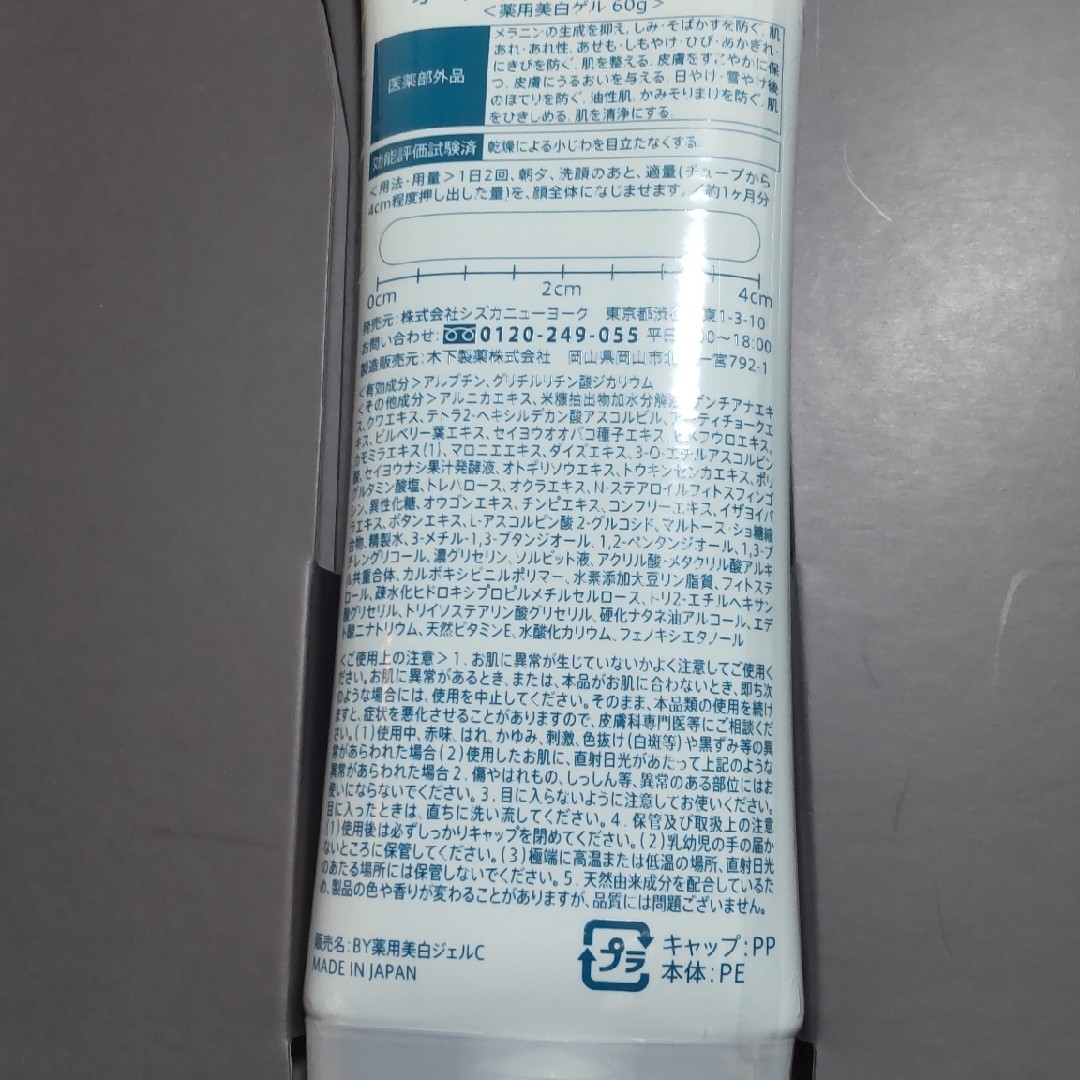 <薬用美白ゲル 60g>
医薬部外品
メラニンの生成を抑え、しみ・そばかすを防ぐ。肌
あれ・あれ性。あせも・しもやけ・ひび・あかぎれ・
にきびを防ぐ。肌を整える。皮膚をすこやかに保
つ。皮膚にうるおいを与える。日やけ・雪やけ後
のほてりを防ぐ。油性肌。かみそりまけを防ぐ。肌
をひきしめる。肌を清浄にする。
効能評価試験済 乾燥による小じわを目立たなくする。
<用法・用量>1日2回、朝夕、洗顔のあと、適量(チューブから
4cm程度押し出した量)を、顔全体になじませます。 約1ヶ月分
0cm 2cm 4cm
発売元:株式会社シズカニューヨーク 東京都渋谷 東1-3-10
お問い合わせ: 0120-249-055 平日 00〜18:00
製造販売元:木下製薬株式会社 岡山県岡山市北 一宮792-1
<有効成分>アルブチン、グリチルリチン酸ジカリウム
<その他成分>アルニカエキス、米糠抽出物加水分解 ゲンチアナエキ
ス、クワエキス、テトラ2-ヘキシルデカン酸アスコルビル、アーティチョークエ
キス、ビルベリー葉エキス、セイヨウオオバコ種子エキス、ヒメフウロエキス、
カモミラエキス(1)、マロニエエキス、ダイズエキス、3-O-エチルアスコルビン
酸、セイヨウナシ果汁発酵液、オトギリソウエキス、トウキンセンカエキス、ポリ
グルタミン酸塩、トレハロース、オクラエキス、N-ステアロイルフィトスフィンゴ
シン、異性化糖、オウゴンエキス、チンピエキス、コンフリーエキス、イザヨイバ
ラエキス、ボタンエキス、L-アスコルビン酸 2-グルコシド、マルトース・ショ糖縮
合物、精製水、3-メチル-1,3-ブタンジオール、1,2-ペンタンジオール、1,3-ブ
チレングリコール、濃グリセリン、ソルビット液、アクリル酸・メタクリル酸アルキ
ル共重合体、カルボキシビニルポリマー、水素添加大豆リン脂質、フィトステ
ロール、疎水化ヒドロキシプロピルメチルセルロース、トリ2-エチルヘキサン
酸グリセリル、トリイソステアリン酸グリセリル、硬化ナタネ油アルコール、エデ
ト酸二ナトリウム、天然ビタミンE、水酸化カリウム、フェノキシエタノール
<ご使用上の注意>1．お肌に異常が生じていないかよく注意してご使用く
ださい。お肌に異常があるとき、または、本品がお肌に合わないとき、即ち次
のような場合には、使用を中止してください。そのまま、本品類の使用を続け
ますと、症状を悪化させることがありますので、皮膚科専門医等にご相談くだ
さい。(1)使用中、赤味、はれ、かゆみ、刺激、色抜け(白斑等)や黒ずみ等の異
常があらわれた場合(2)使用したお肌に、直射日光があたって上記のような
異常があらわれた場合 2．傷やはれもの、しっしん等、異常のある部位にはお
使いにならないでください。3．目に入らないように注意してお使いください。
目に入ったときは、直ちに洗い流してください。4．保管及び取扱上の注意
(1)使用後は必ずしっかりキャップを閉めてください。(2)乳幼児の手の届か
ないところに保管してください。(3)極端に高温または低温の場所、直射日光
のあたる場所には保管しないでください。5．天然由来成分を配合しているた
め、製品の色や香りが変わることがありますが、品質には問題ございません。
販売名:BY薬用美白ジェルC
MADE IN JAPAN
プラ
キャップ:PP
本体:PE